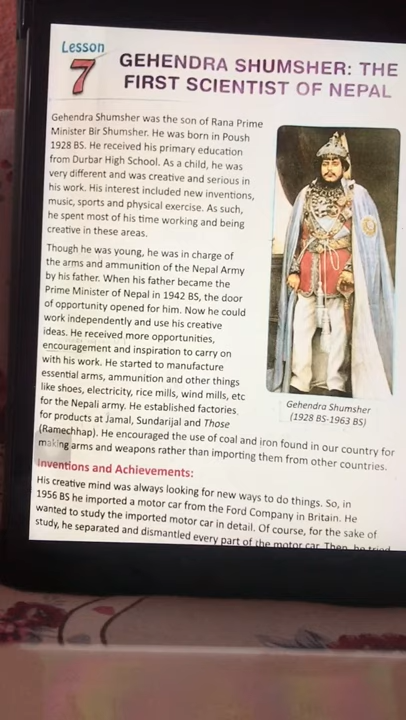 Lesson
7
GEHENDRA SHUMSHER: THE
FIRST SCIENTIST OF NEPAL
Gehendra Shumsher was the son of Rana Prime
Minister Bir Shumsher. He was born in Poush
1928 BS. He received his primary education
from Durbar High School. As a child, he was
very different and was creative and serious in
his work. His interest included new inventions,
music, sports and physical exercise. As such,
he spent most of his time working and being
creative in these areas.
Though he was young, he was in charge of
the arms and ammunition of the Nepal Army
by his father. When his father became the
Prime Minister of Nepal in 1942 BS, the door
of opportunity opened for him. Now he could
work independently and use his creative
ideas. He received more opportunities,
encouragement and inspiration to carry on
with his work. He started to manufacture
essential arms, ammunition and other things
like shoes, electricity, rice mills, wind mills, etc
for the Nepali army. He established factories
for products at Jamal, Sundarijal and Those
(Ramechhap). He encouraged the use of coal and iron found in our country for
making arms and weapons rather than importing them from other countries.
Gehendra Shumsher
(1928 BS-1963 BS)
Inventions and Achievements:
His creative mind was always looking for new ways to do things. So, in
1956 BS he imported a motor car from the Ford Company in Britain. He
wanted to study the imported motor car in detail. Of course, for the sake of
study, he separated and dismantled every part of the motor car. Then, he tried